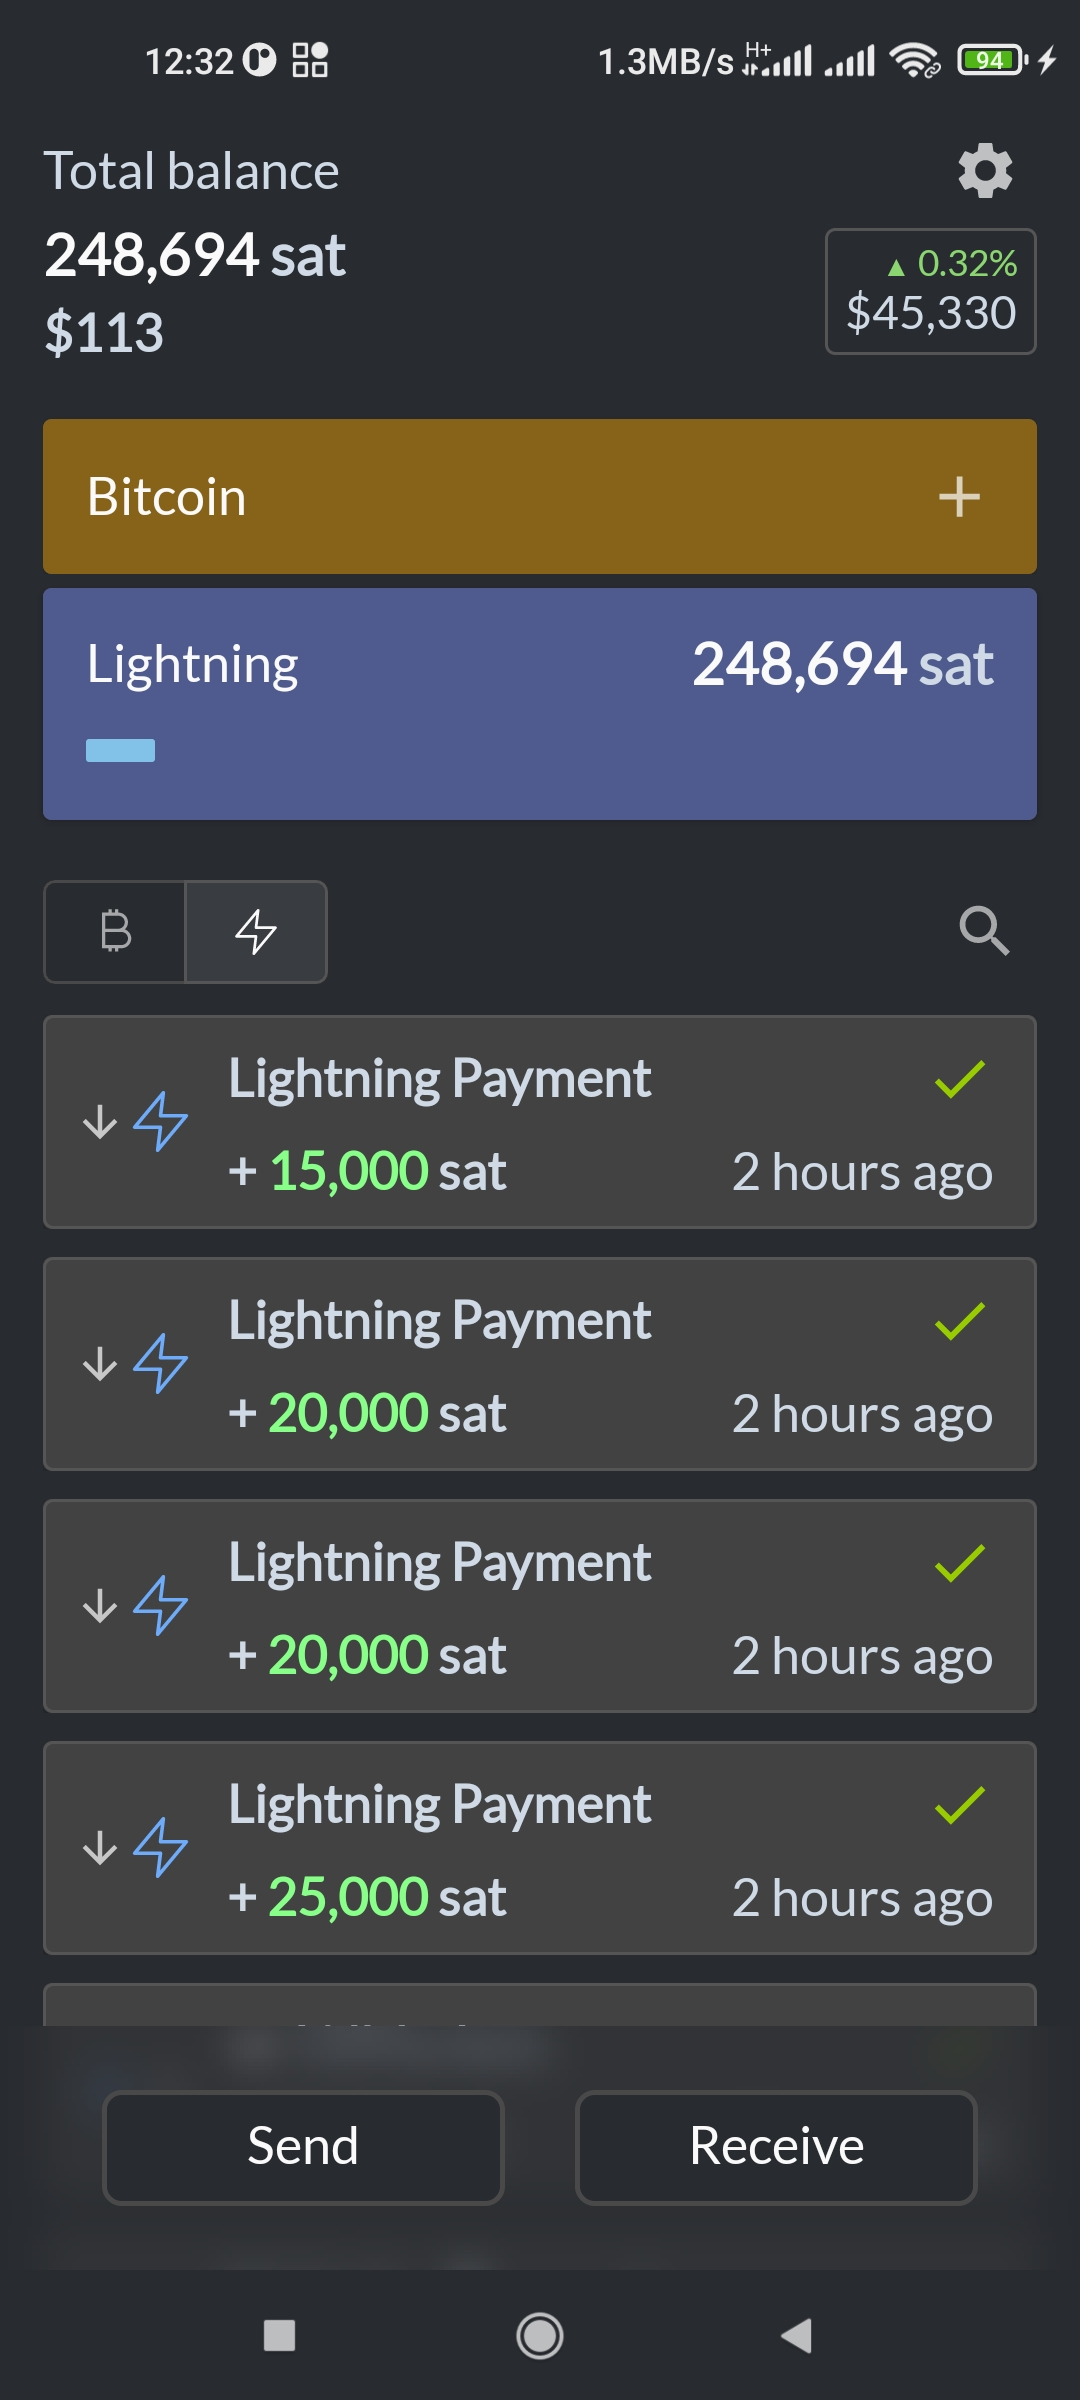 12:32 1.3MB/s H+ 94
Total balance
248,694 sat
$113
▲ 0.32%
$45,330
Bitcoin +
Lightning 248,694 sat
Lightning Payment
+ 15,000 sat 2 hours ago
Lightning Payment
+ 20,000 sat 2 hours ago
Lightning Payment
+ 20,000 sat 2 hours ago
Lightning Payment
+ 25,000 sat 2 hours ago
Send Receive